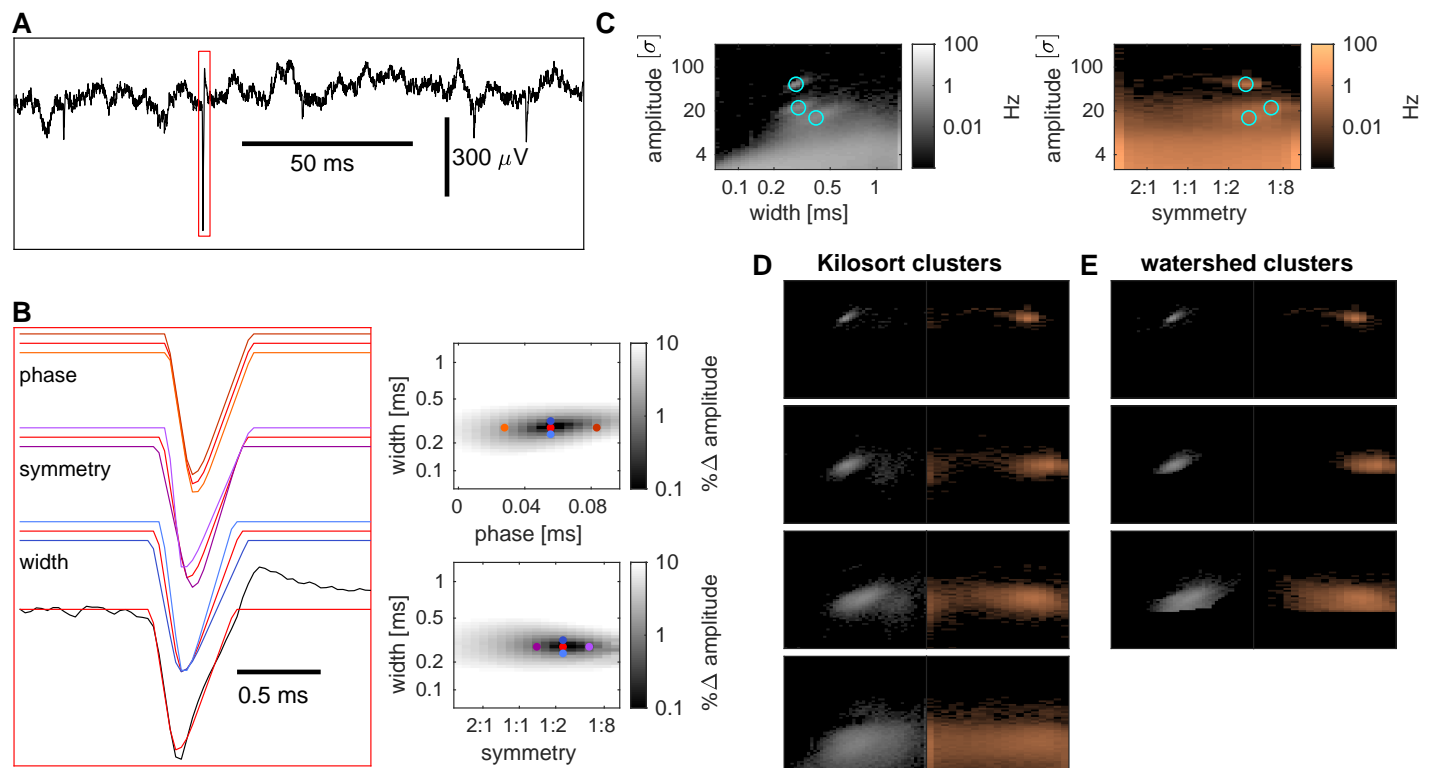 A
50 ms
300 μV
B
phase
symmetry
width
0.5 ms
width [ms]
1
0.5
0.2
0.1
0
0.04
0.08
phase [ms]
10
1
0.1
%Δ amplitude
width [ms]
1
0.5
0.2
0.1
2:1
1:1
1:2
1:8
symmetry
10
1
0.1
%Δ amplitude
C
amplitude [σ]
100
20
4
0.1
0.2
0.5
1
width [ms]
100
1
0.01
Hz
amplitude [σ]
100
20
4
2:1
1:1
1:2
1:8
symmetry
100
1
0.01
Hz
D
Kilosort clusters
E
watershed clusters